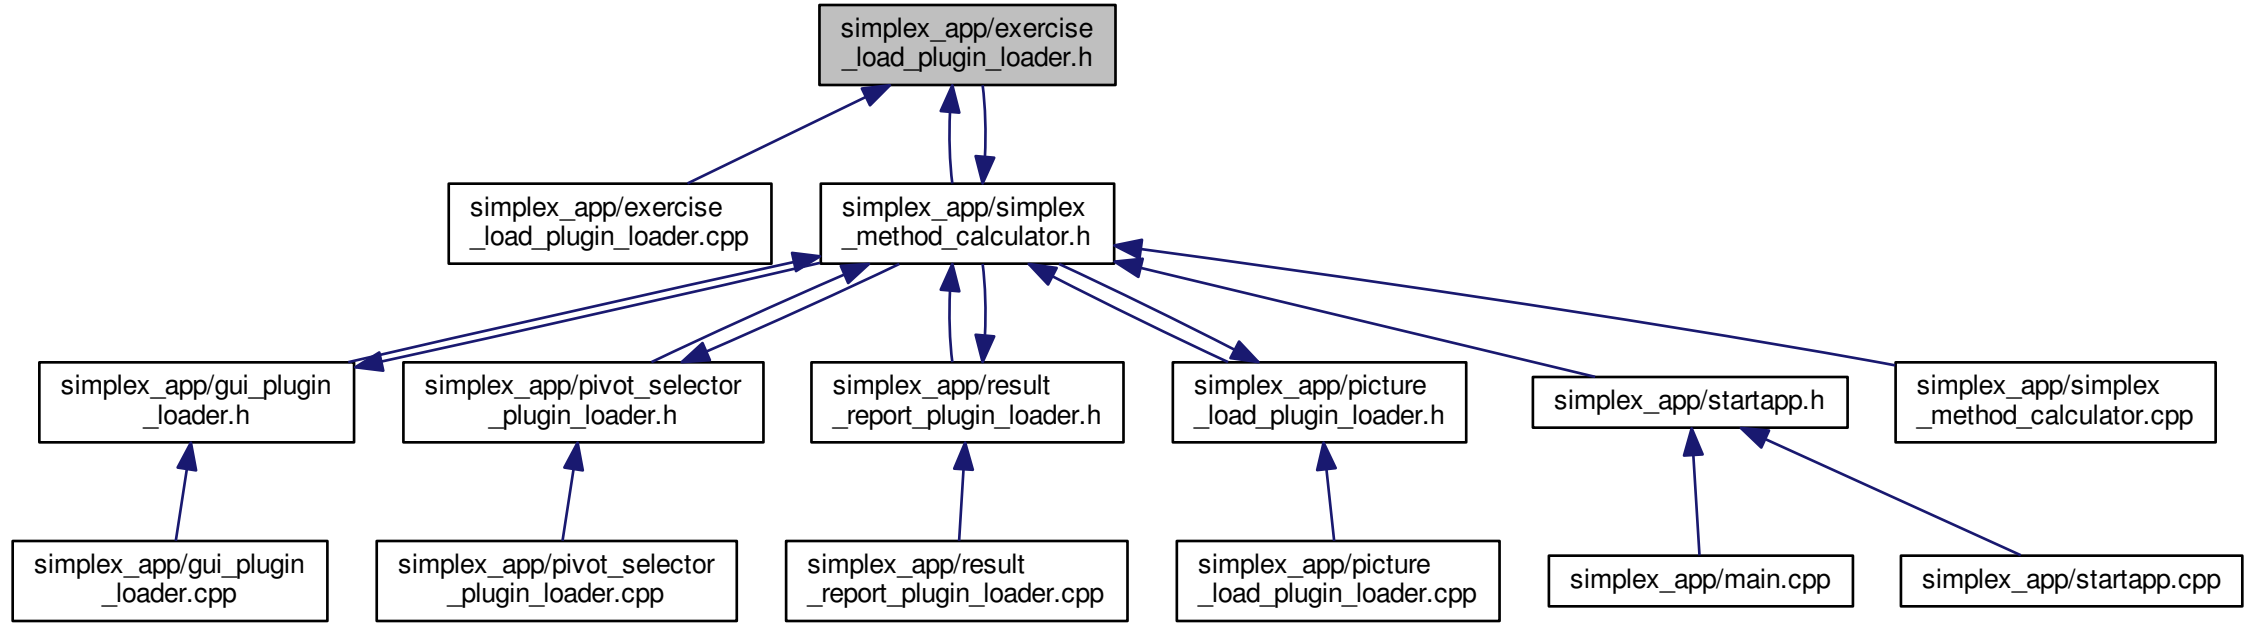 simplex_app/exercise
_load_plugin_loader.h
simplex_app/exercise
_load_plugin_loader.cpp
simplex_app/simplex
_method_calculator.h
simplex_app/gui_plugin
_loader.h
simplex_app/pivot_selector
_plugin_loader.h
simplex_app/result
_report_plugin_loader.h
simplex_app/picture
_load_plugin_loader.h
simplex_app/startapp.h
simplex_app/simplex
_method_calculator.cpp
simplex_app/gui_plugin
_loader.cpp
simplex_app/pivot_selector
_plugin_loader.cpp
simplex_app/result
_report_plugin_loader.cpp
simplex_app/picture
_load_plugin_loader.cpp
simplex_app/main.cpp
simplex_app/startapp.cpp